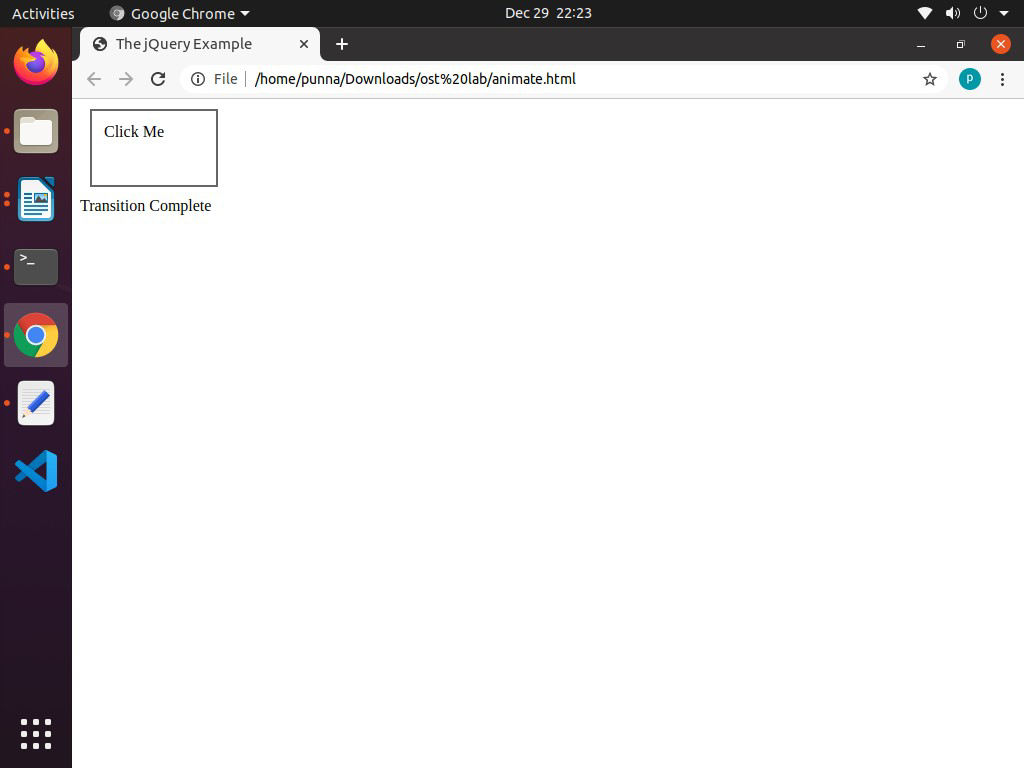 Activities
Google Chrome
Dec 29 22:23
The jQuery Example
File
/home/punna/Downloads/ost%20lab/animate.html
p
>_
Click Me
Transition Complete